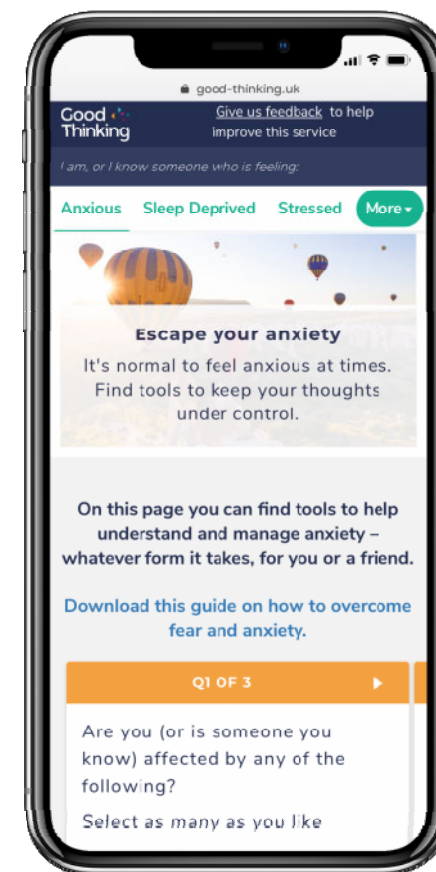 good-thinking.uk
Good Thinking
Give us feedback to help
improve this service
I am, or I know someone who is feeling:
Anxious Sleep Deprived Stressed More
Escape your anxiety
It's normal to feel anxious at times.
Find tools to keep your thoughts
under control.
On this page you can find tools to help
understand and manage anxiety –
whatever form it takes, for you or a friend.
Download this guide on how to overcome
fear and anxiety.
Q1 OF 3
Are you (or is someone you
know) affected by any of the
following?
Select as many as you like